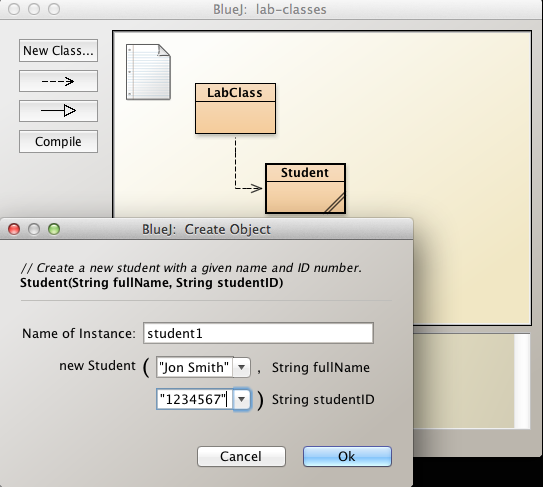 BlueJ: lab-classes
New Class...
Compile
LabClass
Student
BlueJ: Create Object
// Create a new student with a given name and ID number.
Student(String fullName, String studentID)
Name of Instance: student1
new Student ( "Jon Smith" , String fullName
"1234567" ) String studentID
Cancel Ok